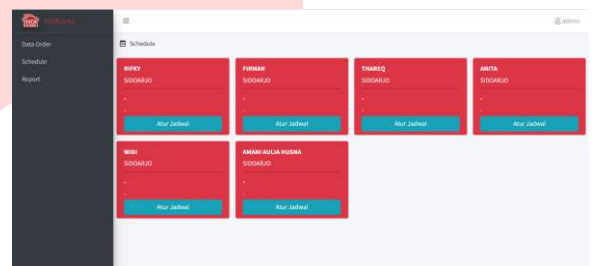 IndiHome
admin
Data Order
Schedule
Report
Schedule
RIFKY
SIDOARJO
-
-
Atur Jadwal
FIRMAN
SIDOARJO
-
-
Atur Jadwal
THAREQ
SIDOARJO
-
-
Atur Jadwal
ANITA
SIDOARJO
-
-
Atur Jadwal
WIDI
SIDOARJO
-
-
Atur Jadwal
AMANI AULIA HUSNA
SIDOARJO
-
-
Atur Jadwal